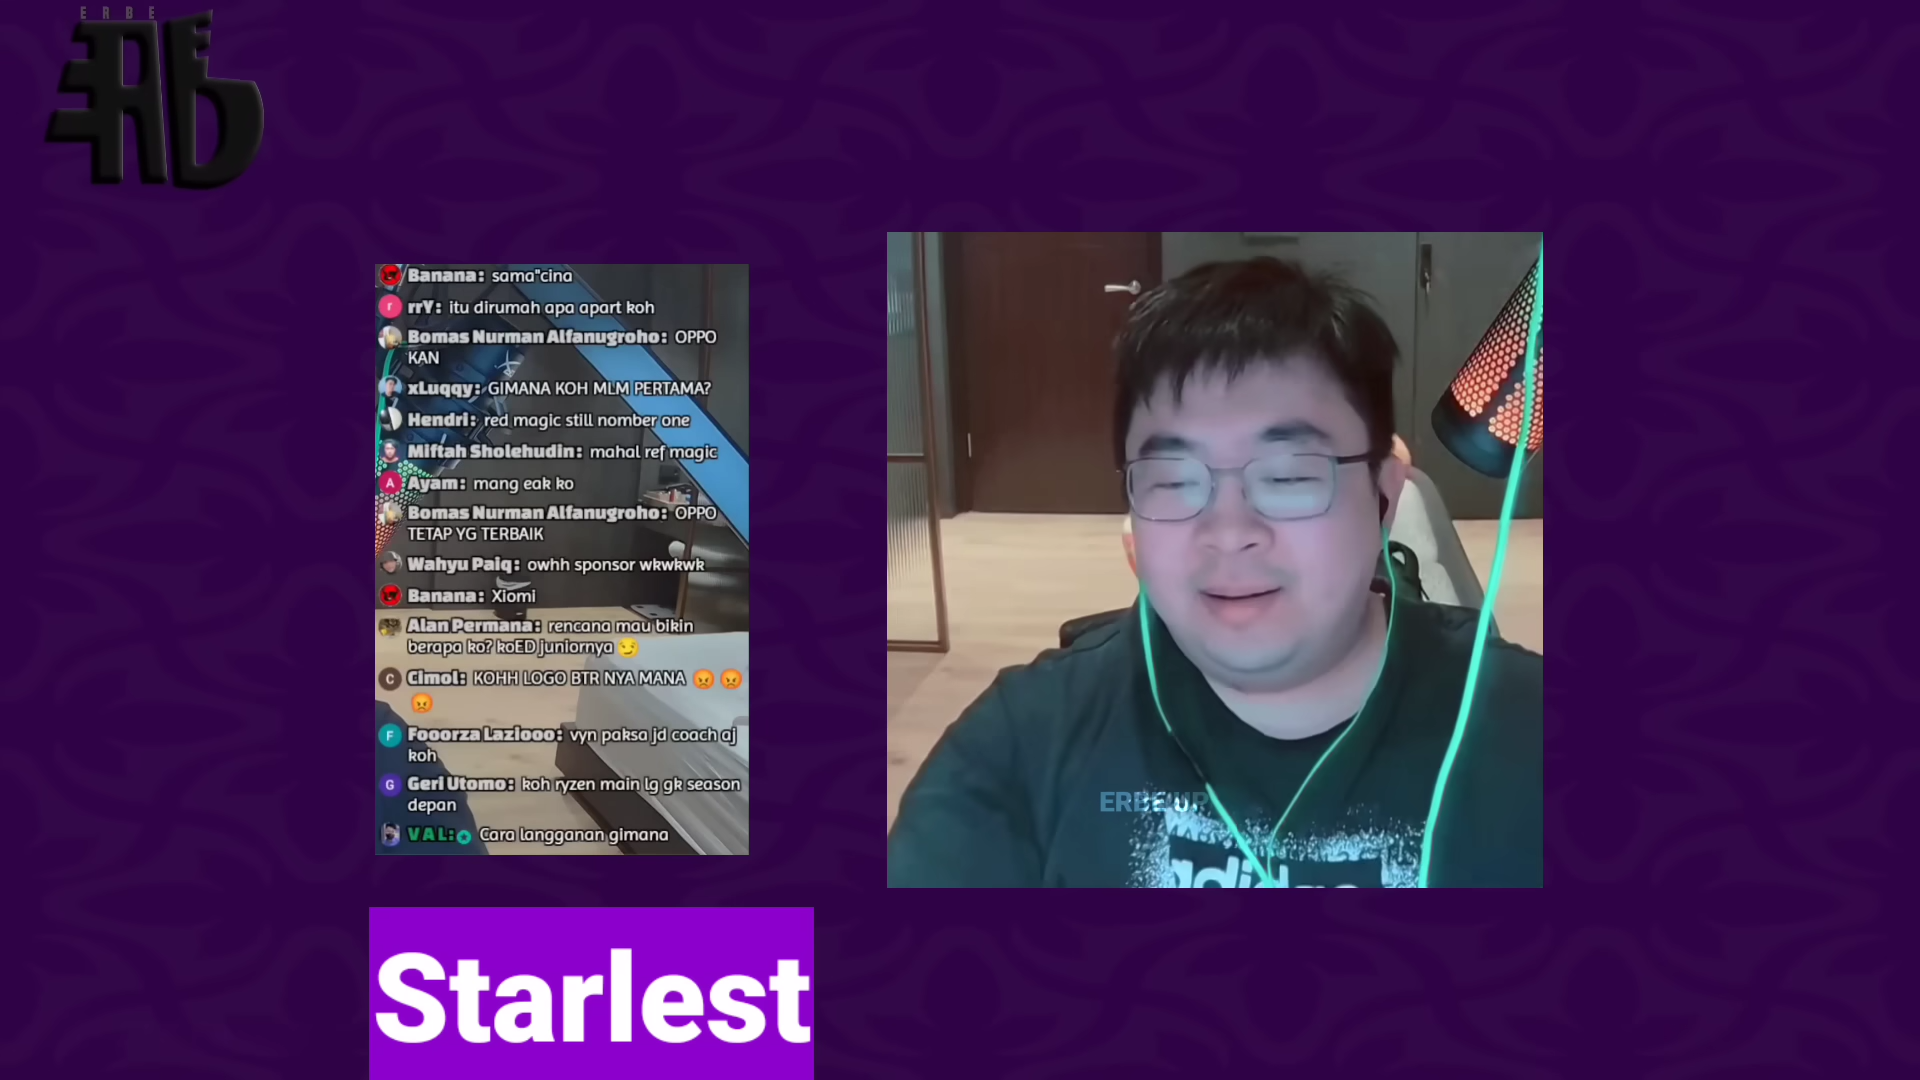 ERBE
Banana: sama"cina
r rrY: itu dirumah apa apart koh
Bomas Nurman Alfanugroho: OPPO
KAN
xLuqqy: GIMANA KOH MLM PERTAMA?
Hendri: red magic still nomber one
Miftah Sholehudin: mahal ref magic
A Ayam: mang eak ko
Bomas Nurman Alfanugroho: OPPO
TETAP YG TERBAIK
Wahyu Paiq: owhh sponsor wkwkwk
Banana: Xiomi
Alan Permana: rencana mau bikin
berapa ko? koED juniornya 😏
C Cimol: KOHH LOGO BTR NYA MANA 😡 😡
😡
F Fooorza Laziooo: vyn paksa jd coach aj
koh
G Geri Utomo: koh ryzen main lg gk season
depan
VAL: Cara langganan gimana
adidas
Starlest